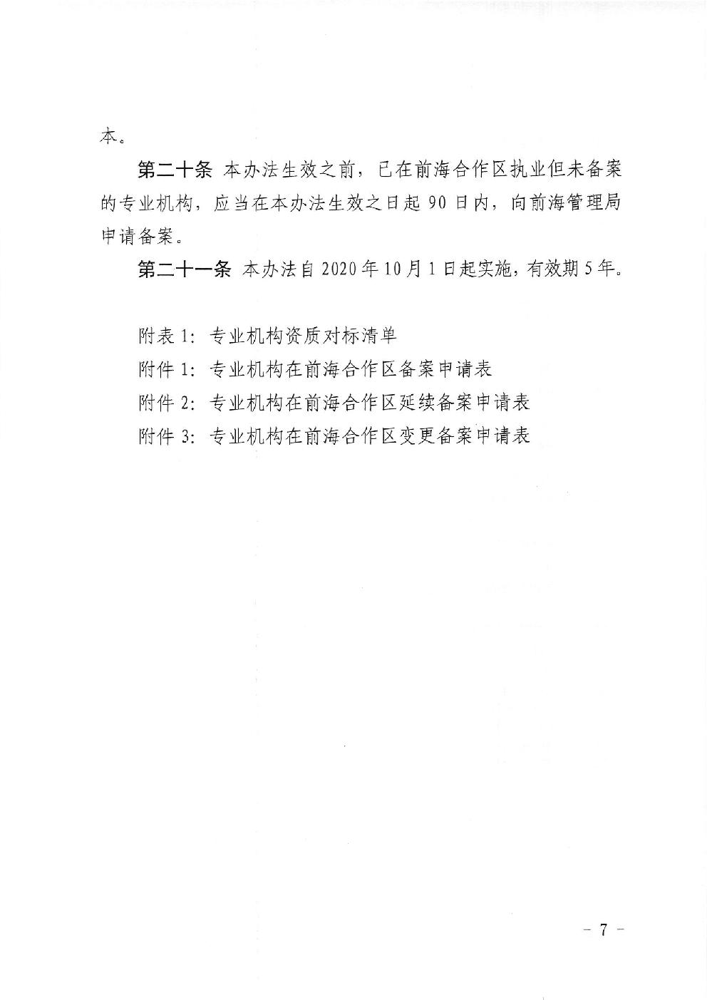 本。
第二十条 本办法生效之前，已在前海合作区执业但未备案
的专业机构，应当在本办法生效之日起 90 日内，向前海管理局
申请备案。
第二十一条 本办法自 2020 年 10 月 1 日起实施，有效期 5 年。
附表 1：专业机构资质对标清单
附件 1：专业机构在前海合作区备案申请表
附件 2：专业机构在前海合作区延续备案申请表
附件 3：专业机构在前海合作区变更备案申请表
- 7 -